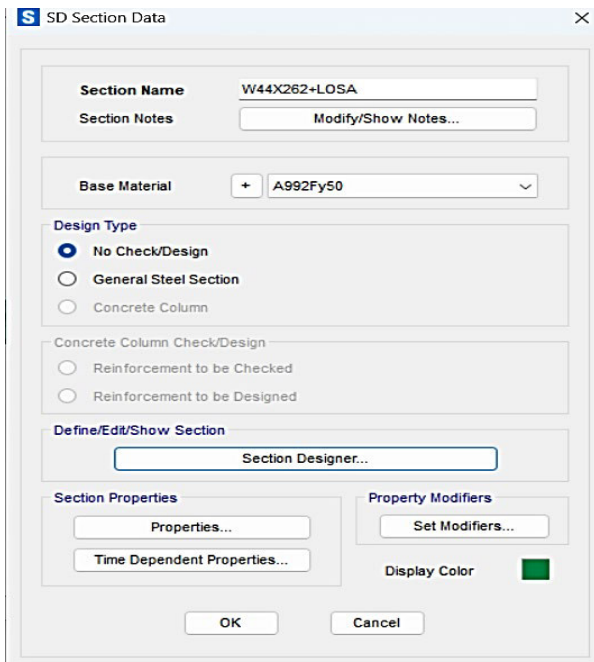 S SD Section Data
Section Name W44X262+LOSA
Section Notes Modify/Show Notes...
Base Material + A992Fy50
Design Type
No Check/Design
General Steel Section
Concrete Column
Concrete Column Check/Design
Reinforcement to be Checked
Reinforcement to be Designed
Define/Edit/Show Section
Section Designer...
Section Properties Property Modifiers
Properties... Set Modifiers...
Time Dependent Properties... Display Color
OK Cancel